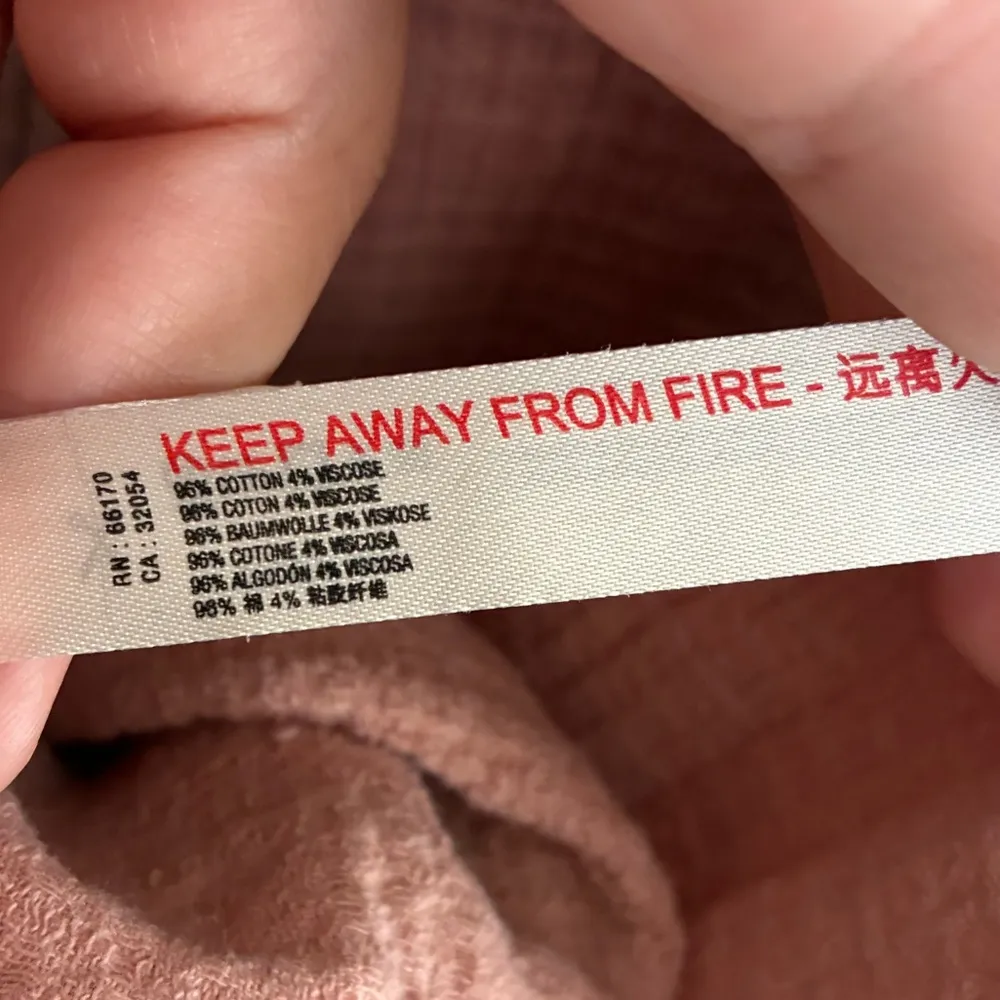 KEEP AWAY FROM FIRE - 远离火
96% COTTON 4% VISCOSE
96% COTON 4% VISCOSE
96% BAUMWOLLE 4% VISKOSE
96% COTONE 4% VISCOSA
96% ALGODÓN 4% VISCOSA
96% 棉 4% 粘胶纤维
RN : 66170
CA : 32054